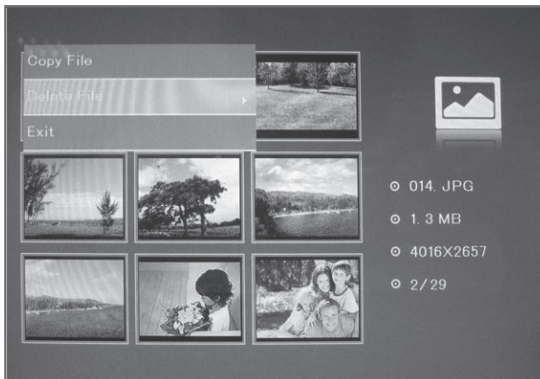 Copy File
Delete File
Exit
014. JPG
1. 3 MB
4016X2657
2/29